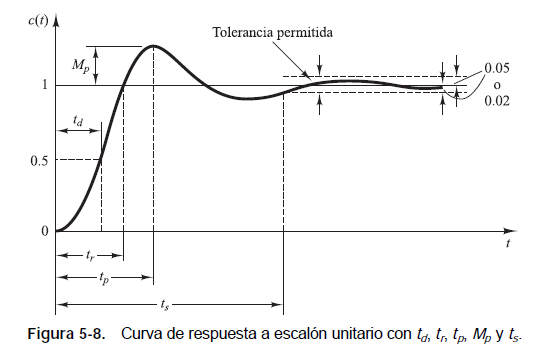 c(t)
Tolerancia permitida
M_p
0.05
1
o
0.02
t_d
0.5
0
t
t_r
t_p
t_s
Figura 5-8. Curva de respuesta a escalón unitario con t_d, t_r, t_p, M_p y t_s.